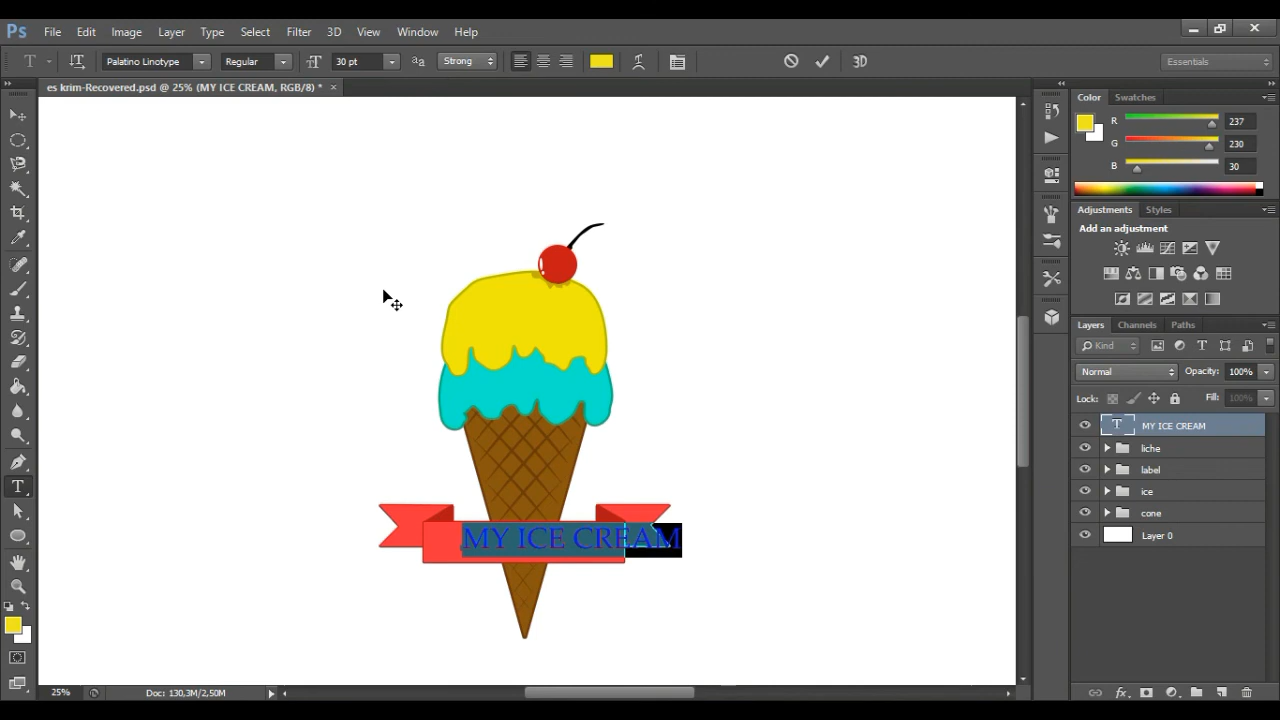 Ps File Edit Image Layer Type Select Filter 3D View Window Help
T Palatino Linotype Regular 30 pt aa Strong 3D Essentials
es krim-Recovered.psd @ 25% (MY ICE CREAM, RGB/8) * ×
Color Swatches
R 237
G 230
B 30
Adjustments Styles
Add an adjustment
Layers Channels Paths
Kind T
Normal Opacity: 100%
Lock: Fill: 100%
T MY ICE CREAM
liche
label
ice
cone
Layer 0
T
MY ICE CREAM
25% Doc: 130,3M/2,50M
fx